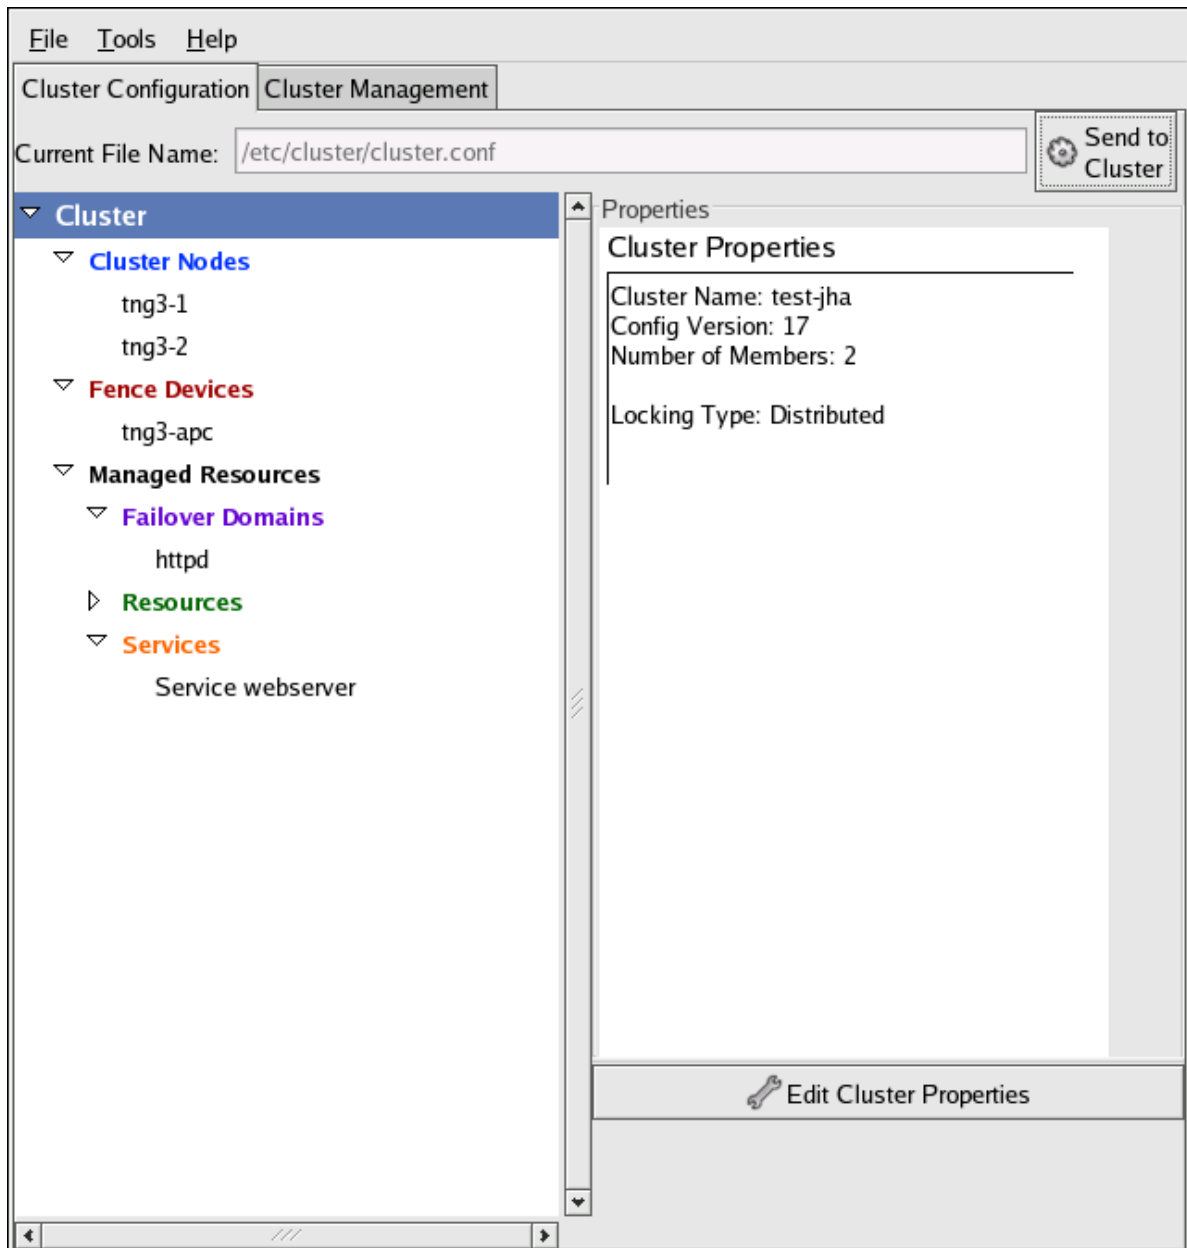 File Tools Help
Cluster Configuration Cluster Management
Current File Name: /etc/cluster/cluster.conf
Send to
Cluster
Cluster
Cluster Nodes
tng3-1
tng3-2
Fence Devices
tng3-apc
Managed Resources
Failover Domains
httpd
Resources
Services
Service webserver
Properties
Cluster Properties
Cluster Name: test-jha
Config Version: 17
Number of Members: 2
Locking Type: Distributed
Edit Cluster Properties